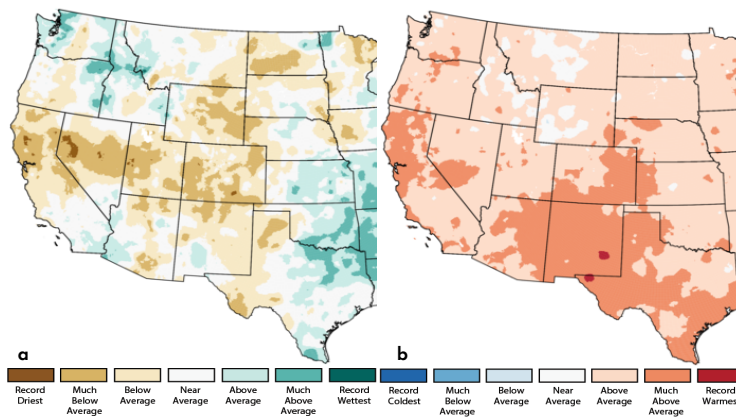 a
b
Record Driest
Much Below Average
Below Average
Near Average
Above Average
Much Above Average
Record Wettest
Record Coldest
Much Below Average
Below Average
Near Average
Above Average
Much Above Average
Record Warmes